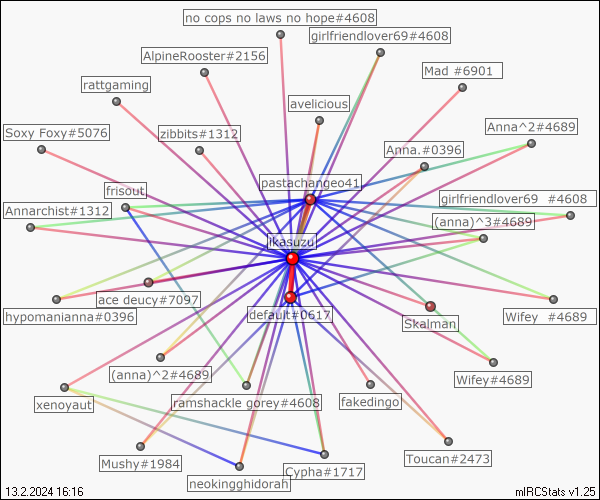 no cops no laws no hope#4608
girlfriendlover69#4608
AlpineRooster#2156
Mad #6901
rattgaming
avelicious
Soxy Foxy#5076
zibbits#1312
Anna^2#4689
Anna.#0396
pastachangeo41
frisout
girlfriendlover69 #4608
Annarchist#1312
(anna)^3#4689
ikasuzu
ace deucy#7097
hypomanianna#0396
default#0617
Skalman
Wifey #4689
(anna)^2#4689
Wifey#4689
xenoyaut
ramshackle gorey#4608
fakedingo
Mushy#1984
Toucan#2473
Cypha#1717
neokingghidorah
13.2.2024 16:16
mIRCStats v1.25